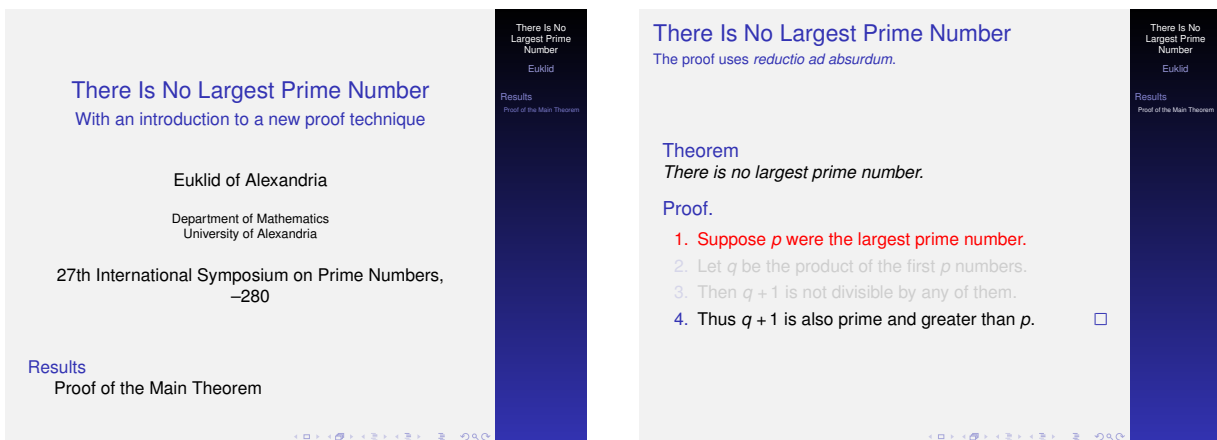 There Is No Largest Prime Number
With an introduction to a new proof technique
Euklid of Alexandria
Department of Mathematics
University of Alexandria
27th International Symposium on Prime Numbers,
–280
Results
Proof of the Main Theorem
There Is No
Largest Prime
Number
Euklid
Results
Proof of the Main Theorem
There Is No Largest Prime Number
The proof uses reductio ad absurdum.
Theorem
There is no largest prime number.
Proof.
1. Suppose p were the largest prime number.
2. Let q be the product of the first p numbers.
3. Then q + 1 is not divisible by any of them.
4. Thus q + 1 is also prime and greater than p. □
There Is No
Largest Prime
Number
Euklid
Results
Proof of the Main Theorem